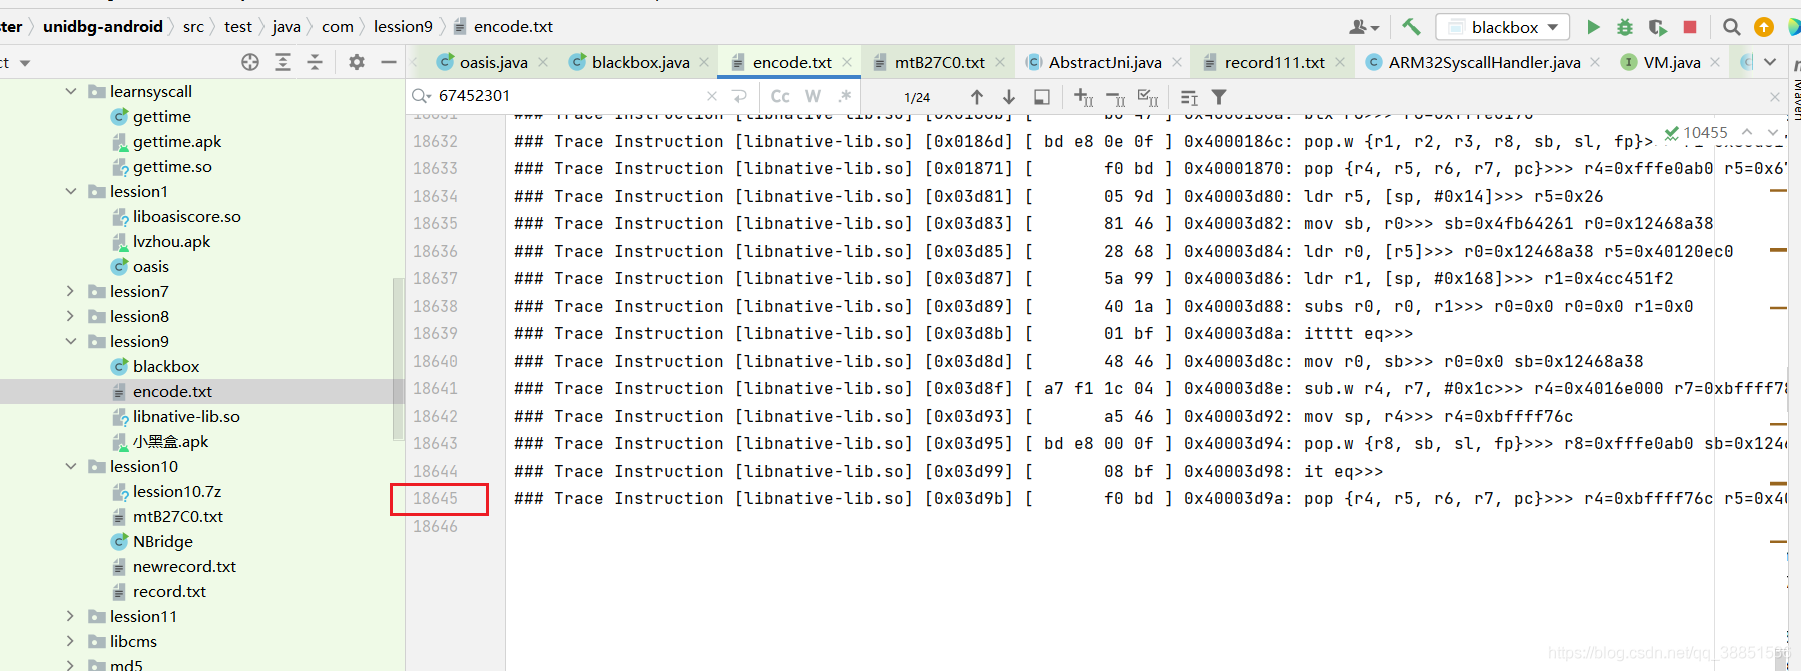 ster 〉 unidbg-android 〉 src 〉 test 〉 java 〉 com 〉 lession9 〉 encode.txt
blackbox
ct
oasis.java
blackbox.java
encode.txt
mtB27C0.txt
AbstractJni.java
record111.txt
ARM32SyscallHandler.java
VM.java
Maven
67452301
Cc W .*
1/24
10455
learnsyscall
gettime
gettime.apk
gettime.so
lession1
liboasiscore.so
lvzhou.apk
oasis
lession7
lession8
lession9
blackbox
encode.txt
libnative-lib.so
小黑盒.apk
lession10
lession10.7z
mtB27C0.txt
NBridge
newrecord.txt
record.txt
lession11
libcms
md5
18632 ### Trace Instruction [libnative-lib.so] [0x0186d] [ bd e8 0e 0f ] 0x4000186c: pop.w {r1, r2, r3, r8, sb, sl, fp}>
18633 ### Trace Instruction [libnative-lib.so] [0x01871] [ f0 bd ] 0x40001870: pop {r4, r5, r6, r7, pc}>>> r4=0xfffe0ab0 r5=0x67
18634 ### Trace Instruction [libnative-lib.so] [0x03d81] [ 05 9d ] 0x40003d80: ldr r5, [sp, #0x14]>>> r5=0x26
18635 ### Trace Instruction [libnative-lib.so] [0x03d83] [ 81 46 ] 0x40003d82: mov sb, r0>>> sb=0x4fb64261 r0=0x12468a38
18636 ### Trace Instruction [libnative-lib.so] [0x03d85] [ 28 68 ] 0x40003d84: ldr r0, [r5]>>> r0=0x12468a38 r5=0x40120ec0
18637 ### Trace Instruction [libnative-lib.so] [0x03d87] [ 5a 99 ] 0x40003d86: ldr r1, [sp, #0x168]>>> r1=0x4cc451f2
18638 ### Trace Instruction [libnative-lib.so] [0x03d89] [ 40 1a ] 0x40003d88: subs r0, r0, r1>>> r0=0x0 r0=0x0 r1=0x0
18639 ### Trace Instruction [libnative-lib.so] [0x03d8b] [ 01 bf ] 0x40003d8a: itttt eq>>>
18640 ### Trace Instruction [libnative-lib.so] [0x03d8d] [ 48 46 ] 0x40003d8c: mov r0, sb>>> r0=0x0 sb=0x12468a38
18641 ### Trace Instruction [libnative-lib.so] [0x03d8f] [ a7 f1 1c 04 ] 0x40003d8e: sub.w r4, r7, #0x1c>>> r4=0x4016e000 r7=0xbffff78
18642 ### Trace Instruction [libnative-lib.so] [0x03d93] [ a5 46 ] 0x40003d92: mov sp, r4>>> r4=0xbffff76c
18643 ### Trace Instruction [libnative-lib.so] [0x03d95] [ bd e8 00 0f ] 0x40003d94: pop.w {r8, sb, sl, fp}>>> r8=0xfffe0ab0 sb=0x1246
18644 ### Trace Instruction [libnative-lib.so] [0x03d99] [ 08 bf ] 0x40003d98: it eq>>>
18645 ### Trace Instruction [libnative-lib.so] [0x03d9b] [ f0 bd ] 0x40003d9a: pop {r4, r5, r6, r7, pc}>>> r4=0xbffff76c r5=0x40
18646